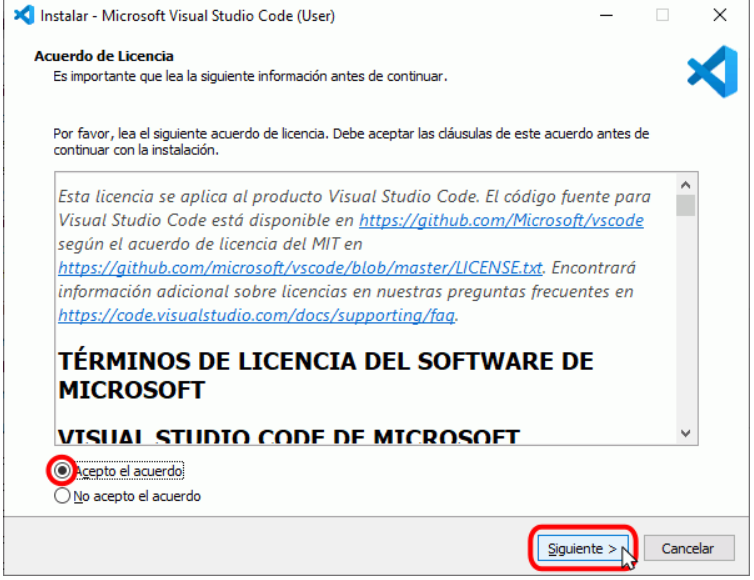 Instalar - Microsoft Visual Studio Code (User)
Acuerdo de Licencia
Es importante que lea la siguiente información antes de continuar.
Por favor, lea el siguiente acuerdo de licencia. Debe aceptar las cláusulas de este acuerdo antes de
continuar con la instalación.
Esta licencia se aplica al producto Visual Studio Code. El código fuente para
Visual Studio Code está disponible en https://github.com/Microsoft/vscode
según el acuerdo de licencia del MIT en
https://github.com/microsoft/vscode/blob/master/LICENSE.txt. Encontrará
información adicional sobre licencias en nuestras preguntas frecuentes en
https://code.visualstudio.com/docs/supporting/faq.
TÉRMINOS DE LICENCIA DEL SOFTWARE DE
MICROSOFT
VISUAL STUDIO CODE DE MICROSOFT
Acepto el acuerdo
No acepto el acuerdo
Siguiente >
Cancelar